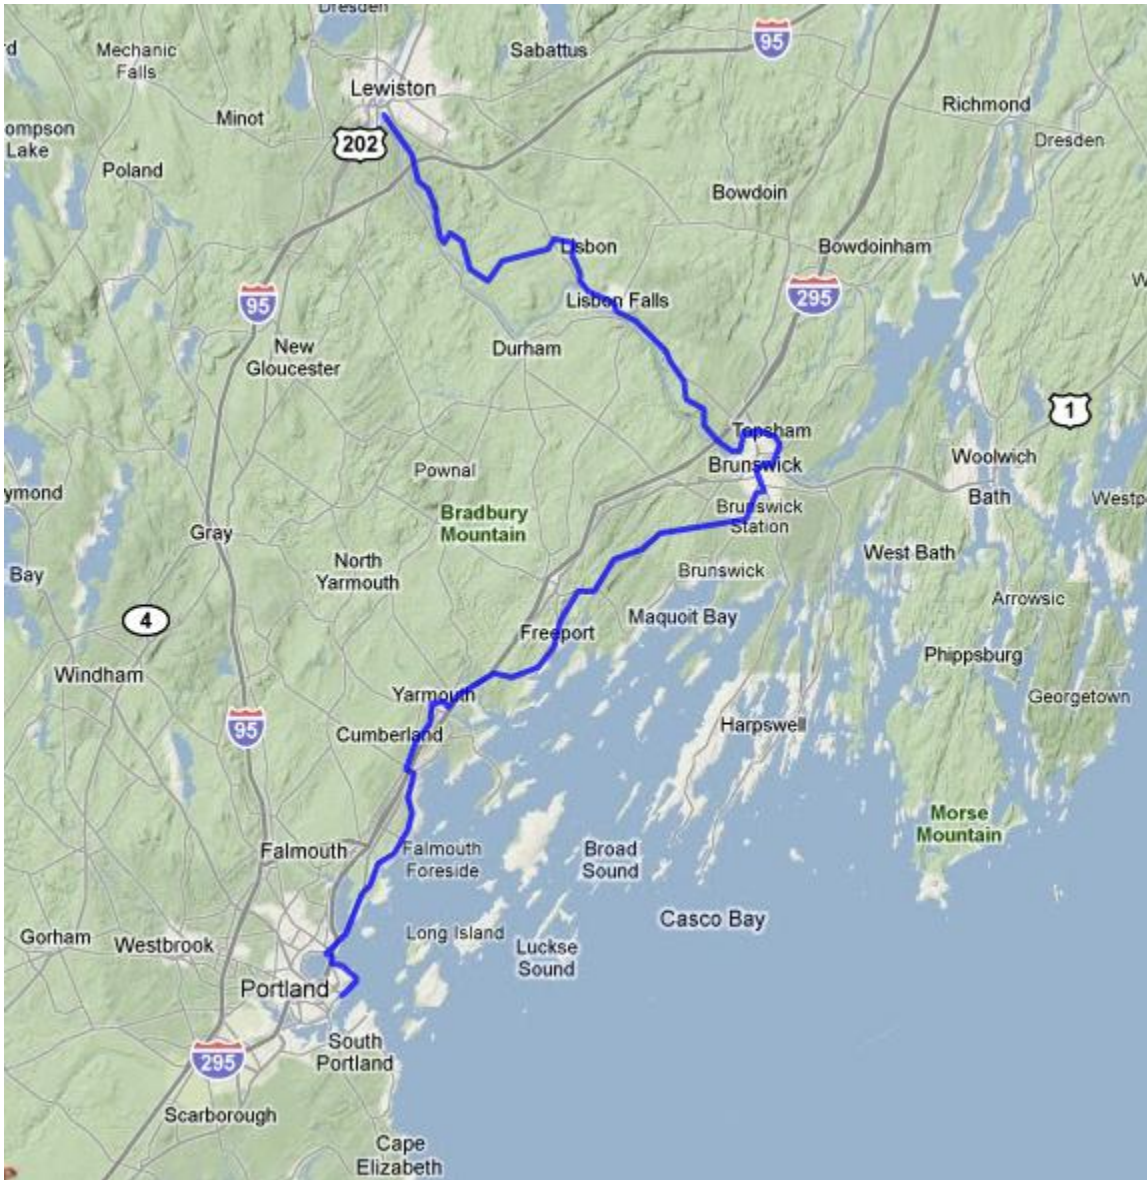 Dresden
95
Sabattus
Mechanic
Falls
rd
Lewiston
Richmond
Minot
ompson
Lake
202
Dresden
Poland
Bowdoin
Lisbon
Bowdoinham
W
95
Lisbon Falls
295
New
Gloucester
Durham
1
Topsham
Brunswick
Woolwich
Pownal
ymond
Bath
Westp
Bradbury
Mountain
Brunswick
Station
Gray
West Bath
North
Yarmouth
Bay
Brunswick
Arrowsic
4
Maquoit Bay
Freeport
Phippsburg
Windham
Yarmouth
Georgetown
95
Harpswell
Cumberland
Morse
Mountain
Falmouth
Falmouth
Foreside
Broad
Sound
Casco Bay
Gorham
Westbrook
Long Island
Luckse
Sound
Portland
South
Portland
295
Scarborough
Cape
Elizabeth